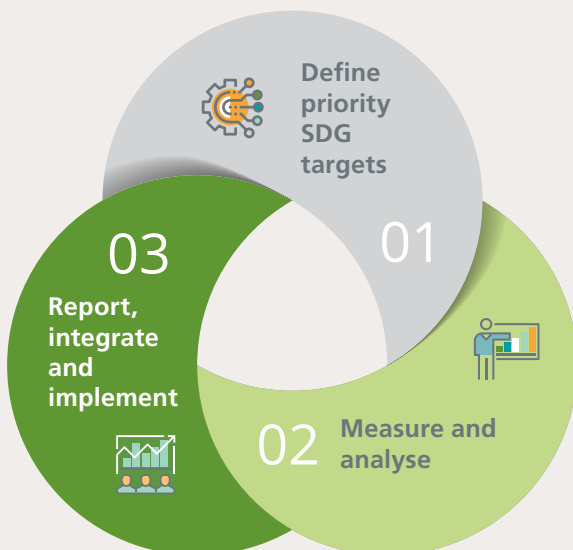 Define
priority
SDG
targets
01
02
Measure and
analyse
03
Report,
integrate
and
implement